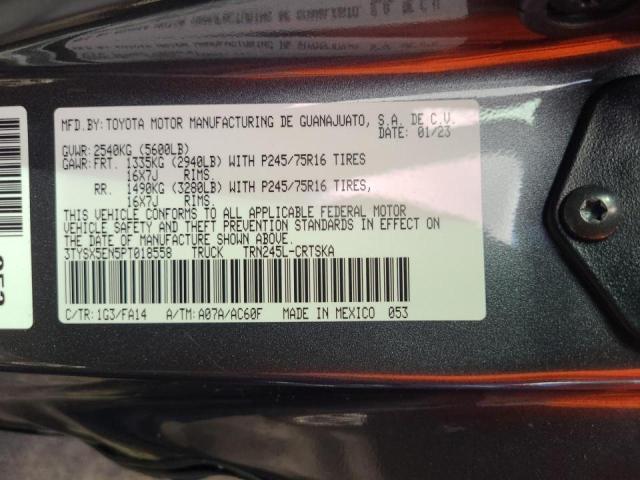 MFD.BY: TOYOTA MOTOR MANUFACTURING DE GUANAJUATO, S.A. DE C.V.
DATE: 01/23
GVWR: 2540KG (5600LB)
GAWR: FRT. 1335KG (2940LB) WITH P245/75R16 TIRES
16X7J RIMS.
RR. 1490KG (3280LB) WITH P245/75R16 TIRES,
16X7J RIMS.
THIS VEHICLE CONFORMS TO ALL APPLICABLE FEDERAL MOTOR
VEHICLE SAFETY AND THEFT PREVENTION STANDARDS IN EFFECT ON
THE DATE OF MANUFACTURE SHOWN ABOVE.
3TYSX5EN5PT018558 TRUCK TRN245L-CRTSKA
C/TR: 1G3/FA14 A/TM: A07A/AC60F MADE IN MEXICO 053